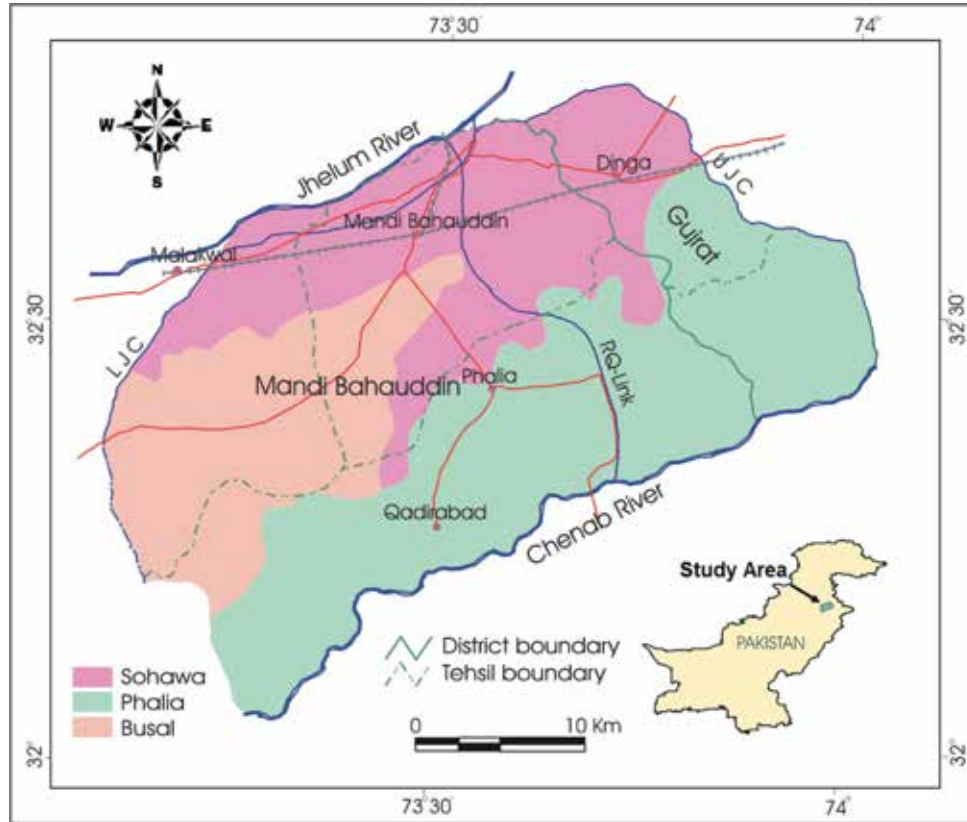 73°30'
74°
N
W E
S
Jhelum River
Dinga
UJC
Mandi Bahauddin
Gujrat
Malakwal
32°30'
32°30'
LJC
RQ-Link
Mandi Bahauddin
Phalia
Qadirabad
Chenab River
Study Area
PAKISTAN
District boundary
Tehsil boundary
Sohawa
Phalia
Busal
0 10 Km
32°
32°
73°30'
74°